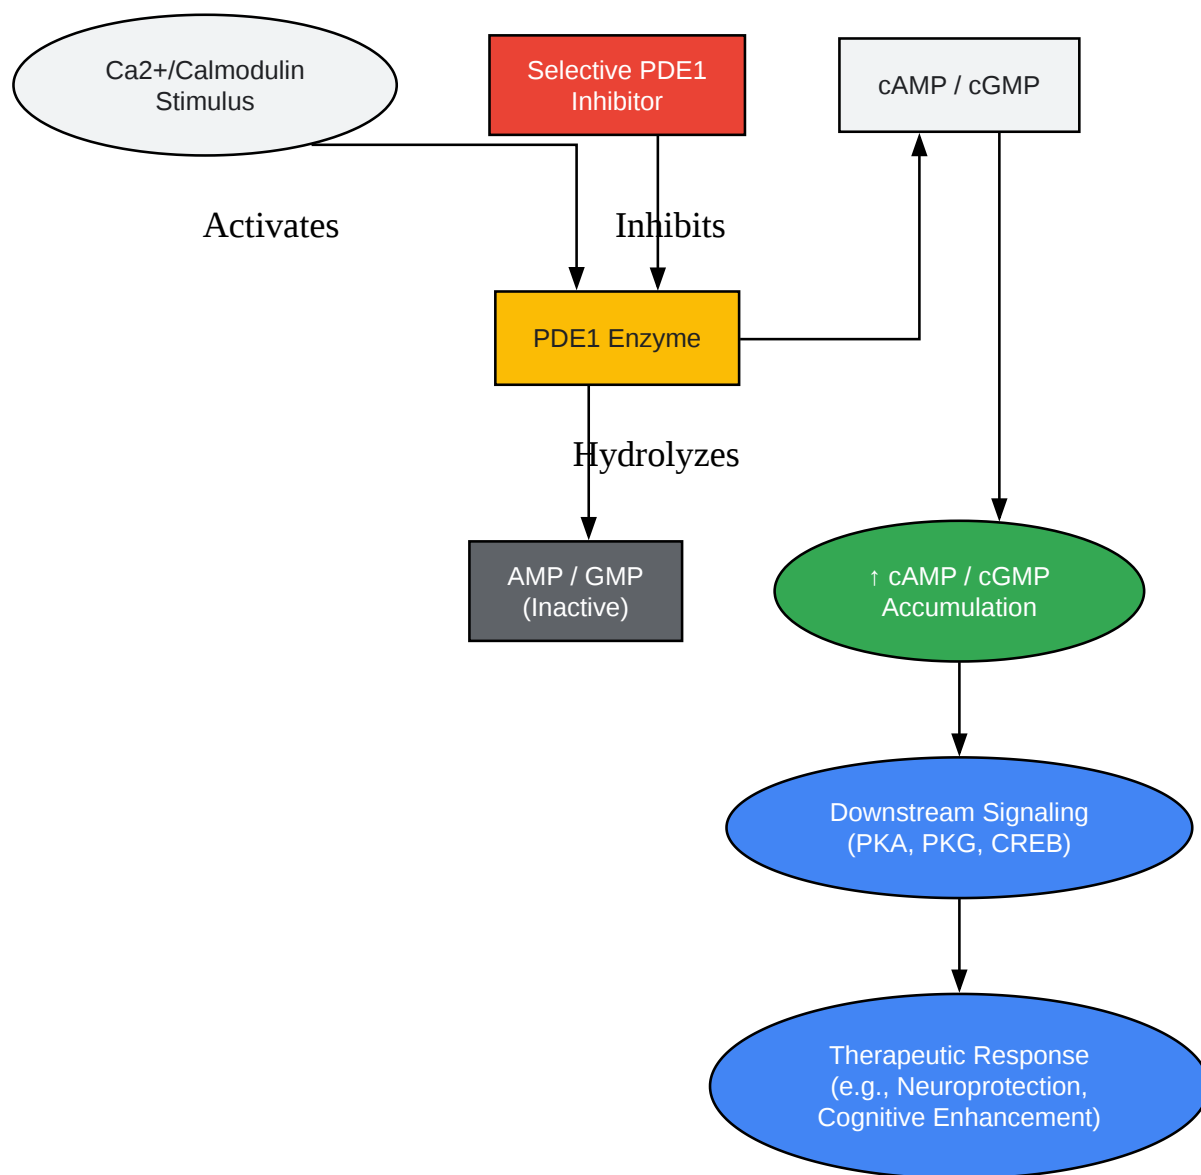 Ca2+/Calmodulin
Stimulus
Selective PDE1
Inhibitor
cAMP / cGMP
Activates
Inhibits
PDE1 Enzyme
Hydrolyzes
AMP / GMP
(Inactive)
↑ cAMP / cGMP
Accumulation
Downstream Signaling
(PKA, PKG, CREB)
Therapeutic Response
(e.g., Neuroprotection,
Cognitive Enhancement)